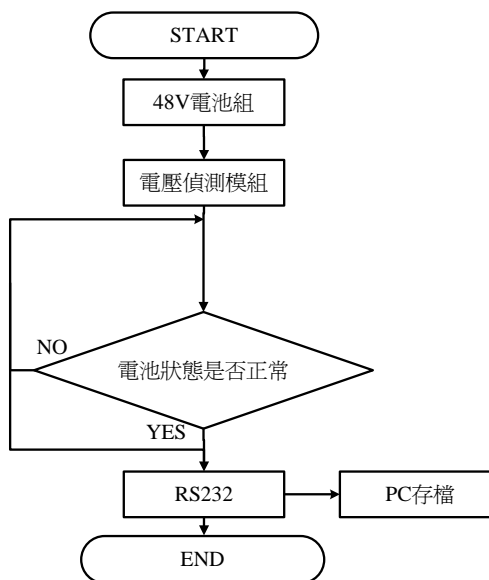 START
48V電池組
電壓偵測模組
NO
電池狀態是否正常
YES
RS232
PC存檔
END